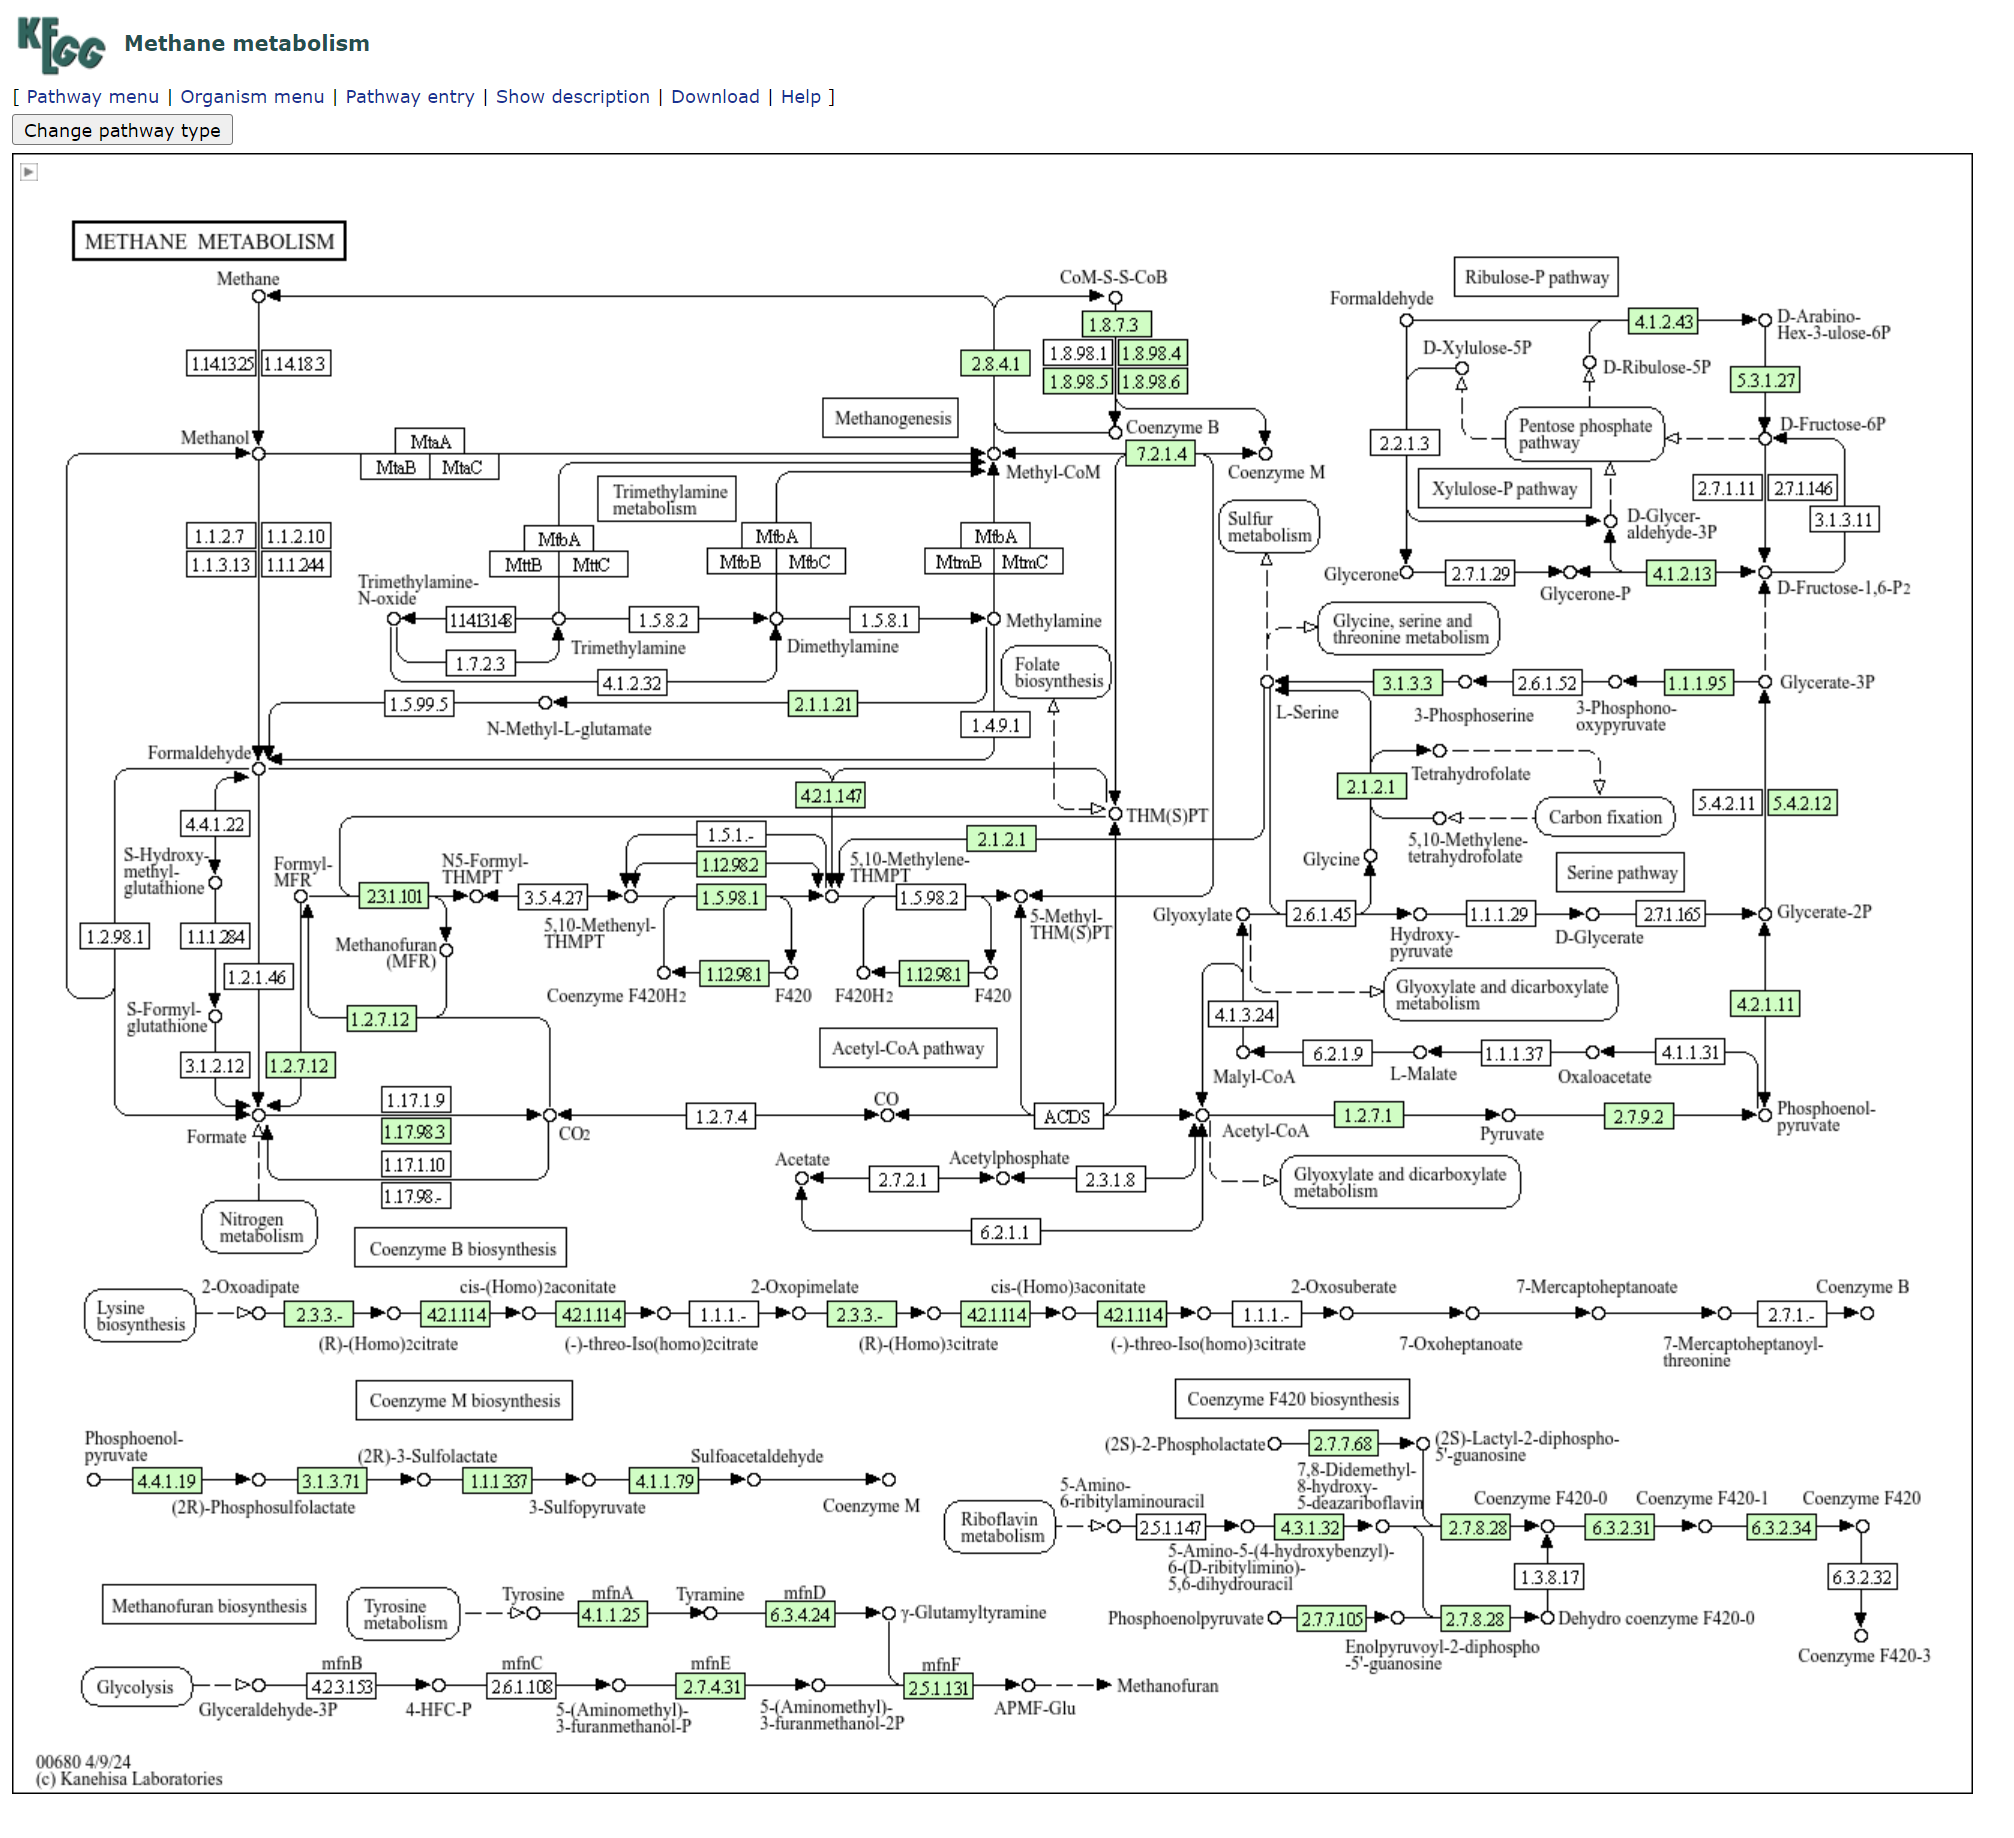 KEGG
Methane metabolism
[ Pathway menu | Organism menu | Pathway entry | Show description | Download | Help ]
Change pathway type
METHANE METABOLISM
Methane
CoM-S-S-CoB
Ribulose-P pathway
Formaldehyde
1.8.7.3
4.1.2.43
D-Arabino-
Hex-3-ulose-6P
1.14.13.25
1.14.18.3
2.8.4.1
1.8.98.1
1.8.98.4
1.8.98.5
1.8.98.6
D-Xylulose-5P
D-Ribulose-5P
5.3.1.27
Methanogenesis
Methanol
MtaA
MtaB
MtaC
Coenzyme B
7.2.1.4
Methyl-CoM
Coenzyme M
2.2.1.3
Pentose phosphate
pathway
D-Fructose-6P
Trimethylamine
metabolism
Xylulose-P pathway
2.7.1.11
2.7.1.146
3.1.3.11
Sulfur
metabolism
D-Glycer-
aldehyde-3P
1.1.2.7
1.1.2.10
1.1.3.13
1.1.1.244
MtbA
MttB
MttC
MtbA
MtbB
MtbC
MtbA
MtmB
MtmC
Trimethylamine-
N-oxide
Glycerone
2.7.1.29
Glycerone-P
4.1.2.13
D-Fructose-1,6-P2
1.14.13.148
1.5.8.2
1.5.8.1
Methylamine
Trimethylamine
Dimethylamine
1.7.2.3
4.1.2.32
Glycine, serine and
threonine metabolism
Folate
biosynthesis
1.5.99.5
2.1.1.21
N-Methyl-L-glutamate
1.4.9.1
3.1.3.3
2.6.1.52
1.1.1.95
Glycerate-3P
L-Serine
3-Phosphoserine
3-Phosphono-
oxypyruvate
Formaldehyde
Tetrahydrofolate
4.2.1.147
2.1.2.1
Carbon fixation
5.4.2.11
5.4.2.12
4.4.1.22
THM(S)PT
5,10-Methylene-
tetrahydrofolate
1.5.1.-
2.1.2.1
S-Hydroxy-
methyl-
glutathione
Formyl-
MFR
N5-Formyl-
THMPT
1.12.98.2
5,10-Methylene-
THMPT
Glycine
Serine pathway
2.3.1.101
3.5.4.27
1.5.98.1
1.5.98.2
5,10-Methenyl-
THMPT
5-Methyl-
THM(S)PT
Glyoxylate
2.6.1.45
1.1.1.29
2.7.1.165
Glycerate-2P
Hydroxy-
pyruvate
D-Glycerate
1.2.98.1
1.1.1.284
Methanofuran
(MFR)
1.2.1.46
1.12.98.1
1.12.98.1
Coenzyme F420H2
F420
F420H2
F420
Glyoxylate and dicarboxylate
metabolism
S-Formyl-
glutathione
1.2.7.12
4.1.3.24
4.2.1.11
Acetyl-CoA pathway
3.1.2.12
1.2.7.12
Malyl-CoA
6.2.1.9
L-Malate
1.1.1.37
Oxaloacetate
4.1.1.31
1.17.1.9
Formate
1.17.98.3
CO2
1.2.7.4
CO
ACDS
Acetyl-CoA
1.2.7.1
Pyruvate
2.7.9.2
Phosphoenol-
pyruvate
1.17.1.10
1.17.98.-
Acetate
2.7.2.1
Acetylphosphate
2.3.1.8
Glyoxylate and dicarboxylate
metabolism
Nitrogen
metabolism
6.2.1.1
Coenzyme B biosynthesis
2-Oxoadipate
cis-(Homo)2aconitate
2-Oxopimelate
cis-(Homo)3aconitate
2-Oxosuberate
7-Mercaptoheptanoate
Coenzyme B
Lysine
biosynthesis
2.3.3.-
4.2.1.114
4.2.1.114
1.1.1.-
2.3.3.-
4.2.1.114
4.2.1.114
1.1.1.-
2.7.1.-
(R)-(Homo)2citrate
(-)-threo-Iso(homo)2citrate
(R)-(Homo)3citrate
(-)-threo-Iso(homo)3citrate
7-Oxoheptanoate
7-Mercaptoheptanoyl-
threonine
Coenzyme M biosynthesis
Coenzyme F420 biosynthesis
Phosphoenol-
pyruvate
(2R)-3-Sulfolactate
Sulfoacetaldehyde
4.4.1.19
3.1.3.71
1.1.1.337
4.1.1.79
(2R)-Phosphosulfolactate
3-Sulfopyruvate
Coenzyme M
(2S)-2-Phospholactate
2.7.7.68
(2S)-Lactyl-2-diphospho-
5'-guanosine
5-Amino-
6-ribitylaminouracil
7,8-Didemethyl-
8-hydroxy-
5-deazariboflavin
Coenzyme F420-0
Coenzyme F420-1
Coenzyme F420
Riboflavin
metabolism
2.5.1.147
4.3.1.32
2.7.8.28
6.3.2.31
6.3.2.34
5-Amino-5-(4-hydroxybenzyl)-
6-(D-ribitylimino)-
5,6-dihydrouracil
1.3.8.17
6.3.2.32
Phosphoenolpyruvate
2.7.7.105
2.7.8.28
Dehydro coenzyme F420-0
Enolpyruvoyl-2-diphospho
-5'-guanosine
Coenzyme F420-3
Methanofuran biosynthesis
Tyrosine
metabolism
Tyrosine
mfnA
4.1.1.25
Tyramine
mfnD
6.3.4.24
γ-Glutamyltyramine
Glycolysis
mfnB
4.2.3.153
mfnC
2.6.1.108
mfnE
2.7.4.31
mfnF
2.5.1.131
Methanofuran
Glyceraldehyde-3P
4-HFC-P
5-(Aminomethyl)-
3-furanmethanol-P
5-(Aminomethyl)-
3-furanmethanol-2P
APMF-Glu
00680 4/9/24
(c) Kanehisa Laboratories